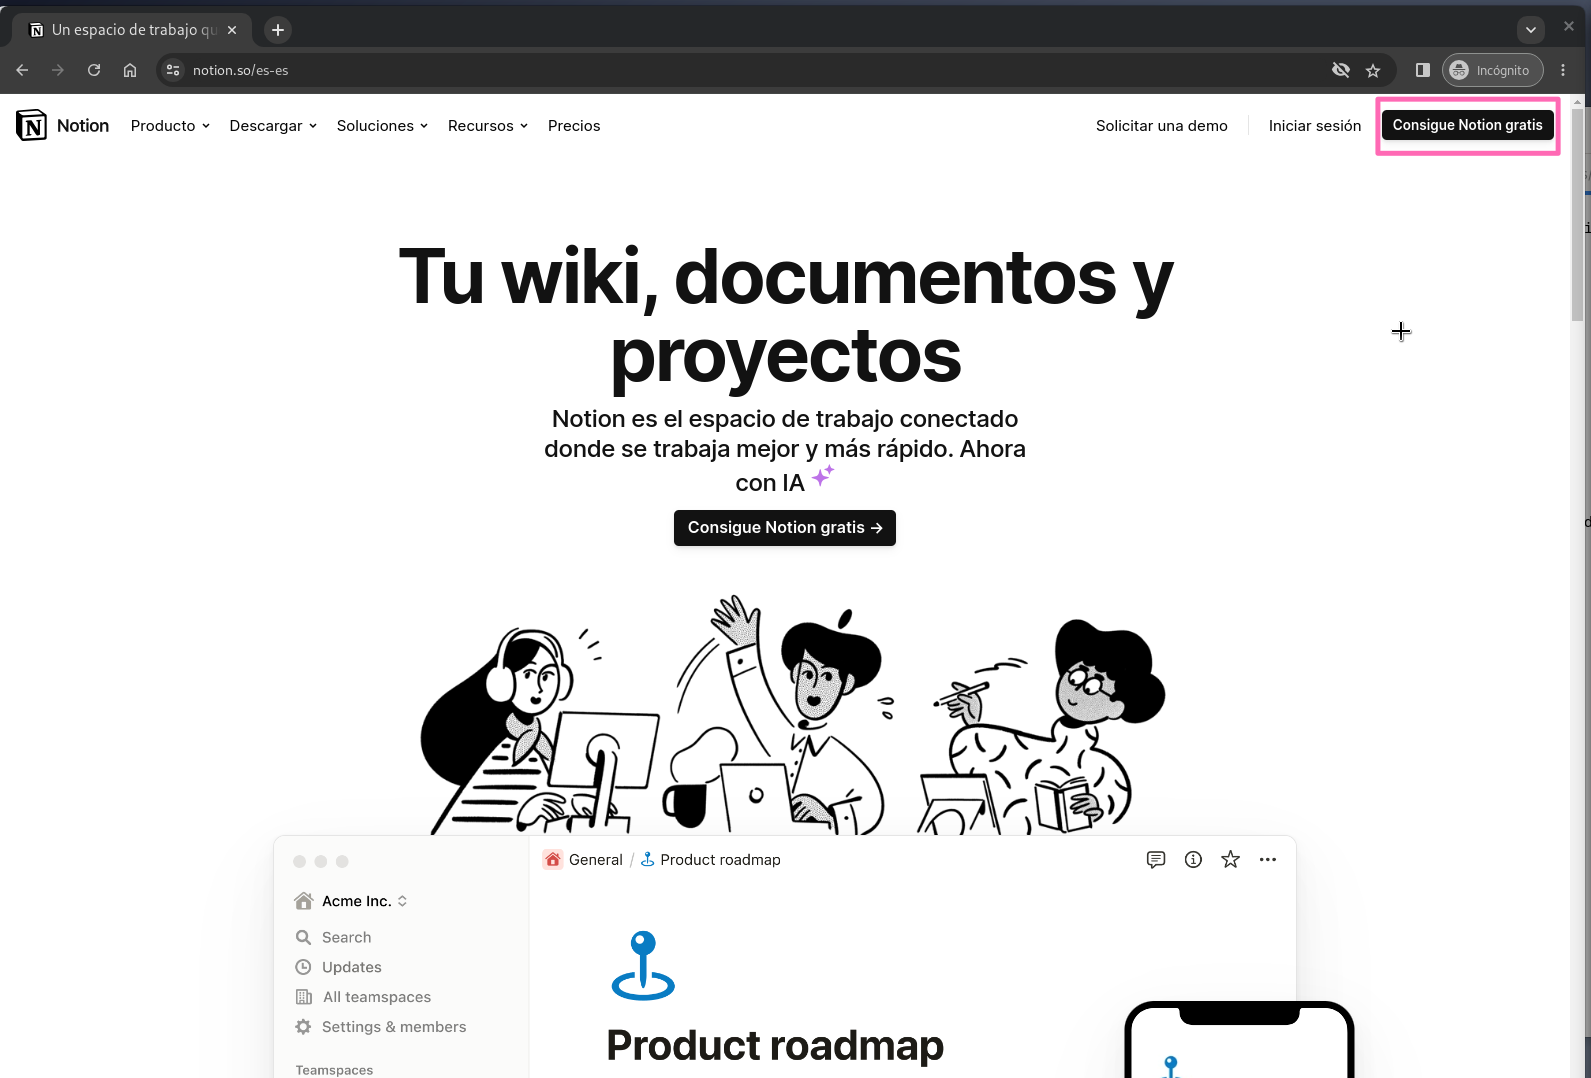 Un espacio de trabajo qu
notion.so/es-es
Incógnito
Notion
Producto
Descargar
Soluciones
Recursos
Precios
Solicitar una demo
Iniciar sesión
Consigue Notion gratis
Tu wiki, documentos y
proyectos
Notion es el espacio de trabajo conectado
donde se trabaja mejor y más rápido. Ahora
con IA
Consigue Notion gratis →
General / Product roadmap
Acme Inc.
Search
Updates
All teamspaces
Settings & members
Teamspaces
Product roadmap